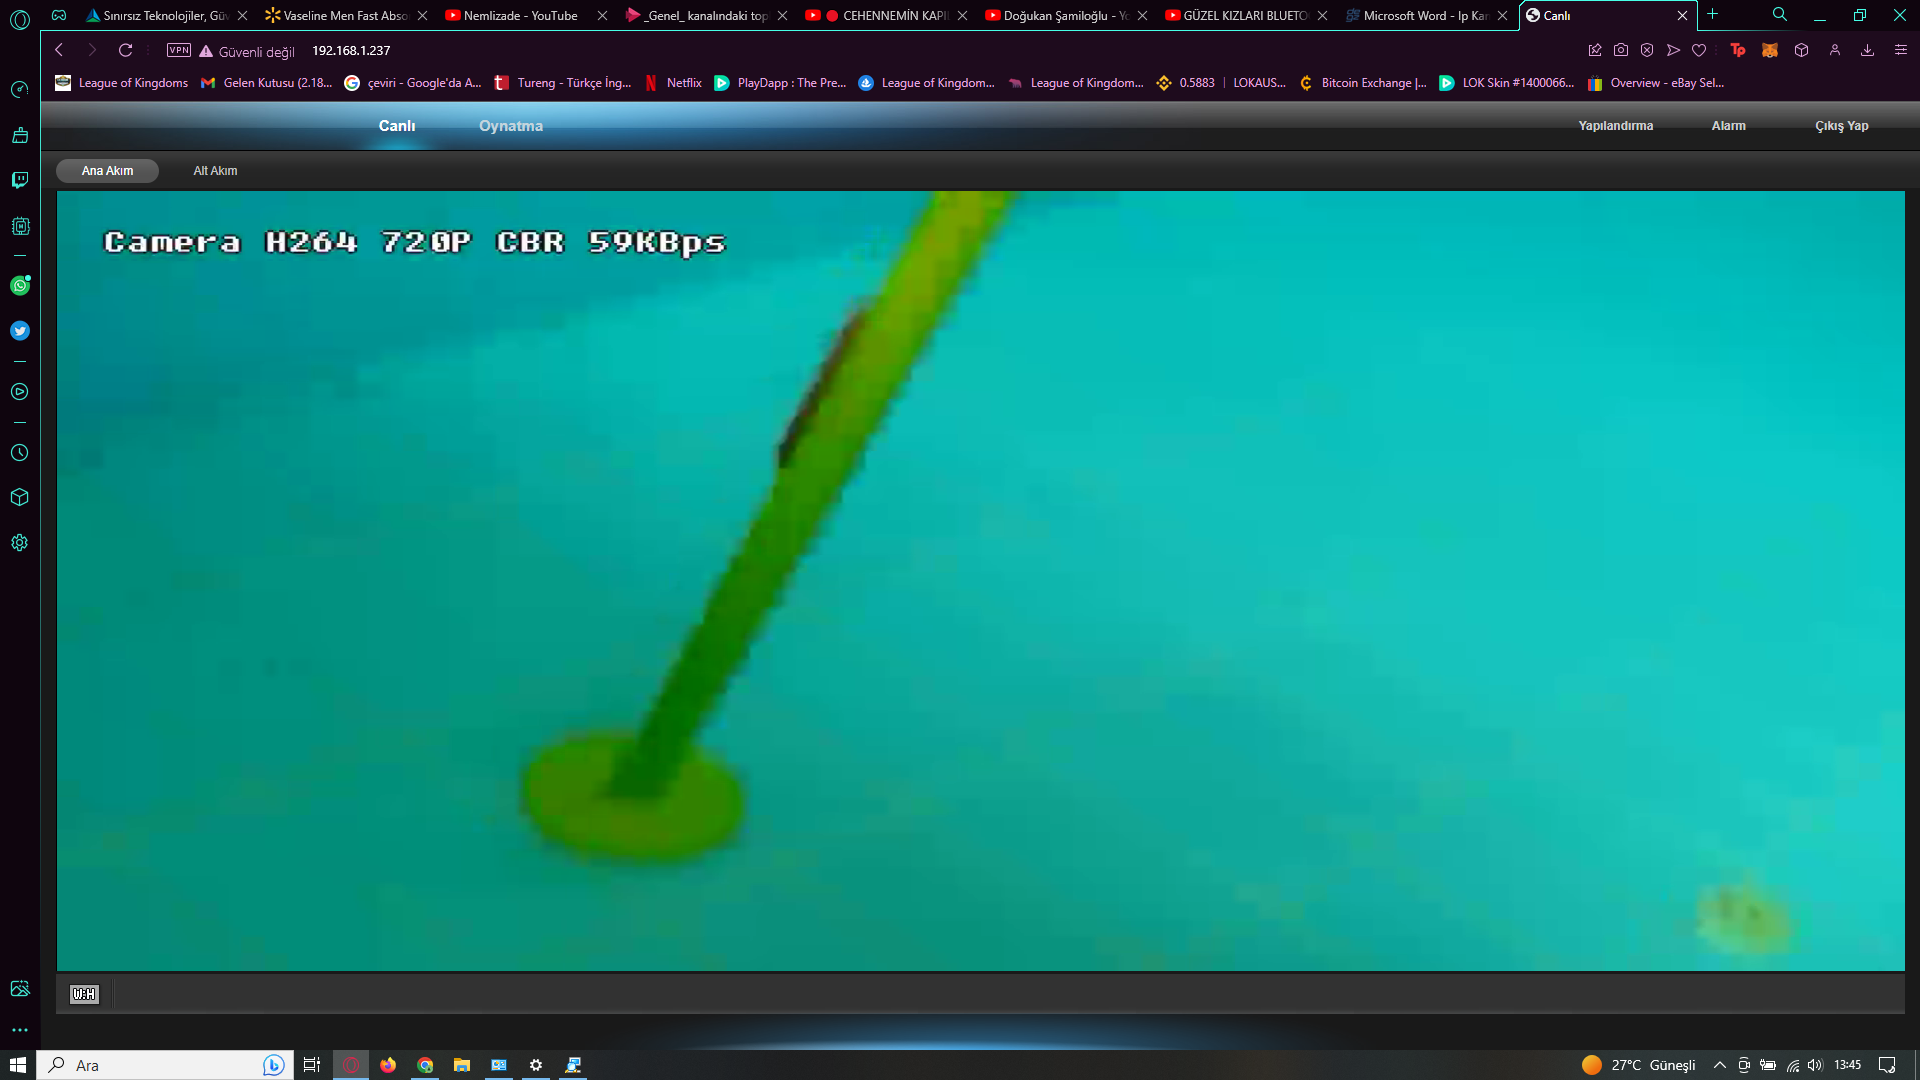 Sınırsız Teknolojiler, Gü
Vaseline Men Fast Abso
Nemlizade - YouTube
_Genel_ kanalındaki top
CEHENNEMİN KAPI
Doğukan Şamiloğlu - Yo
GÜZEL KIZLARI BLUETO
Microsoft Word - Ip Kam
Canlı
VPN
Güvenli değil
192.168.1.237
League of Kingdoms
Gelen Kutusu (2.18...
çeviri - Google'da A...
Tureng - Türkçe İng...
Netflix
PlayDapp : The Pre...
League of Kingdom...
League of Kingdom...
0.5883 | LOKAUS...
Bitcoin Exchange |...
LOK Skin #1400066...
Overview - eBay Sel...
Canlı
Oynatma
Yapılandırma
Alarm
Çıkış Yap
Ana Akım
Alt Akım
Camera H264 720P CBR 59KBps
W:H
Ara
27°C Güneşli
13:45